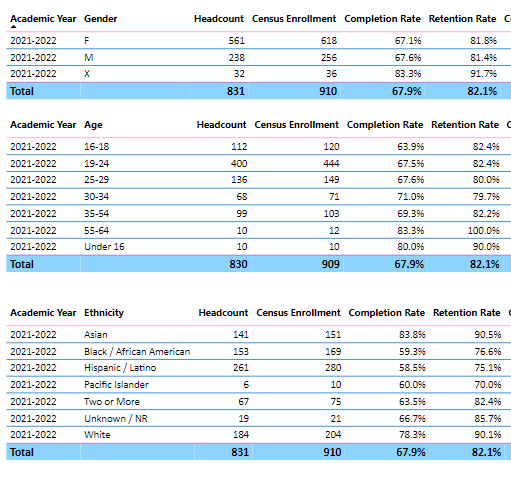 Academic Year Gender Headcount Census Enrollment Completion Rate Retention Rate
2021-2022 F 561 618 67.1% 81.8%
2021-2022 M 238 256 67.6% 81.4%
2021-2022 X 32 36 83.3% 91.7%
Total 831 910 67.9% 82.1%
Academic Year Age Headcount Census Enrollment Completion Rate Retention Rate
2021-2022 16-18 112 120 63.9% 82.4%
2021-2022 19-24 400 444 67.5% 82.4%
2021-2022 25-29 136 149 67.6% 80.0%
2021-2022 30-34 68 71 71.0% 79.7%
2021-2022 35-54 99 103 69.3% 82.2%
2021-2022 55-64 10 12 83.3% 100.0%
2021-2022 Under 16 10 10 80.0% 90.0%
Total 830 909 67.9% 82.1%
Academic Year Ethnicity Headcount Census Enrollment Completion Rate Retention Rate
2021-2022 Asian 141 151 83.8% 90.5%
2021-2022 Black / African American 153 169 59.3% 76.6%
2021-2022 Hispanic / Latino 261 280 58.5% 75.1%
2021-2022 Pacific Islander 6 10 60.0% 70.0%
2021-2022 Two or More 67 75 63.5% 82.4%
2021-2022 Unknown / NR 19 21 66.7% 85.7%
2021-2022 White 184 204 78.3% 90.1%
Total 831 910 67.9% 82.1%